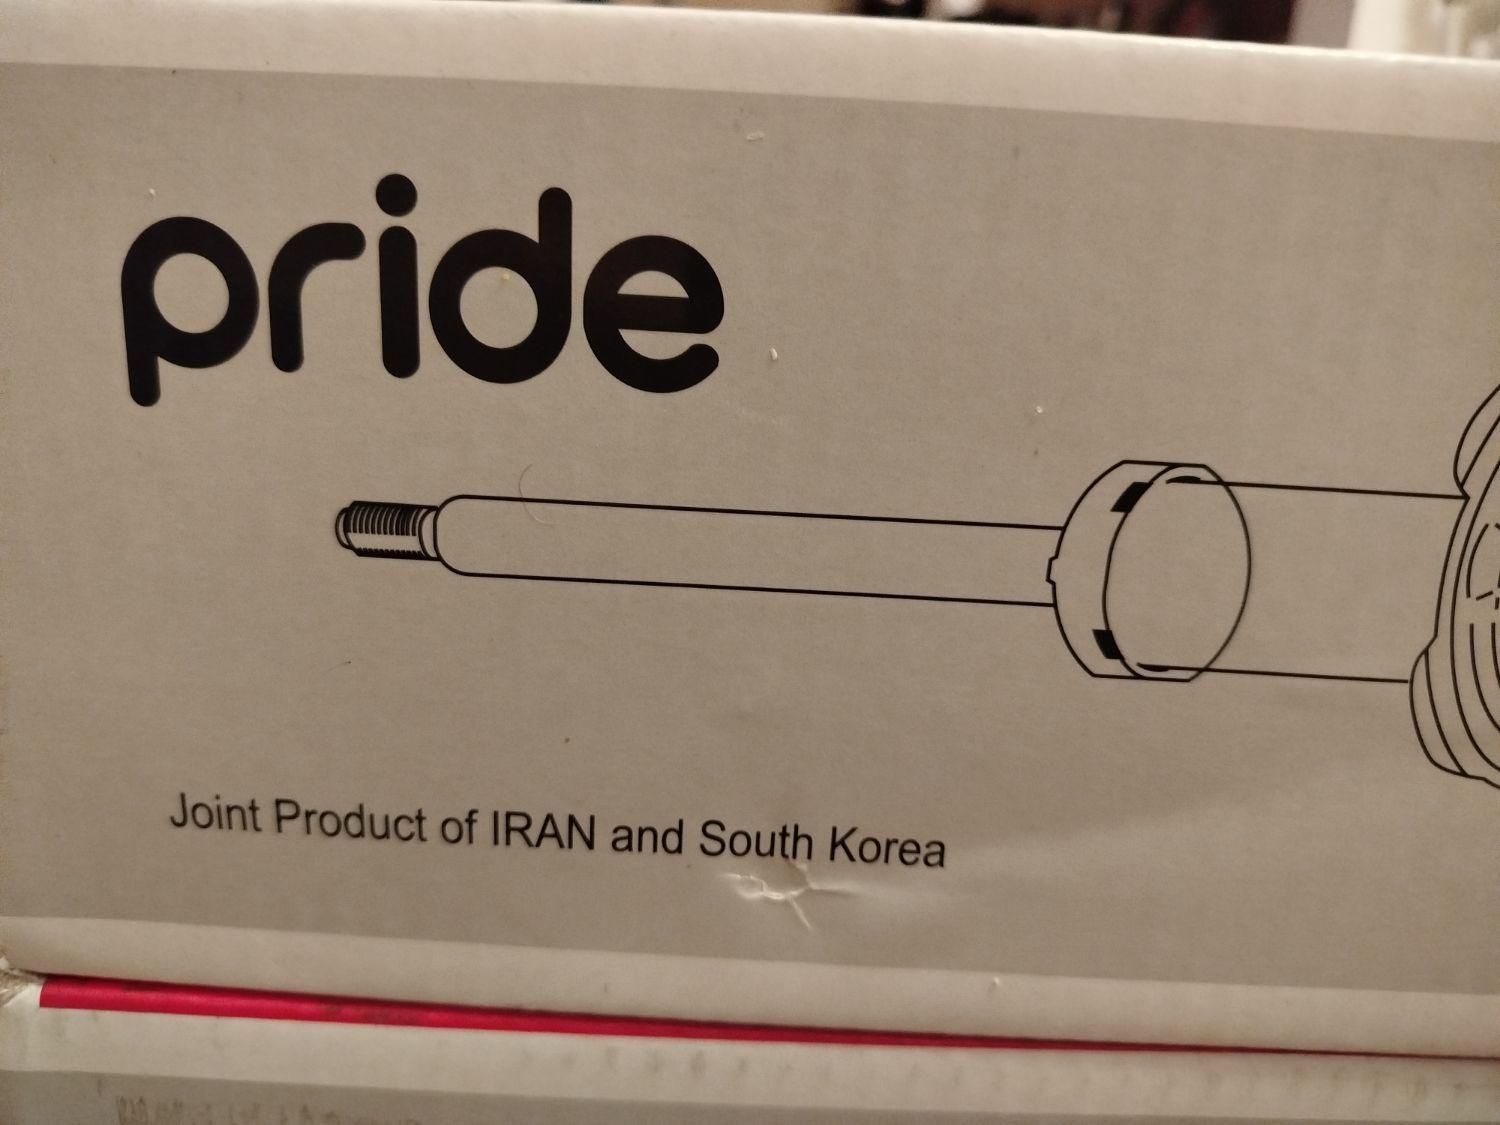 pride
Joint Product of IRAN and South Korea